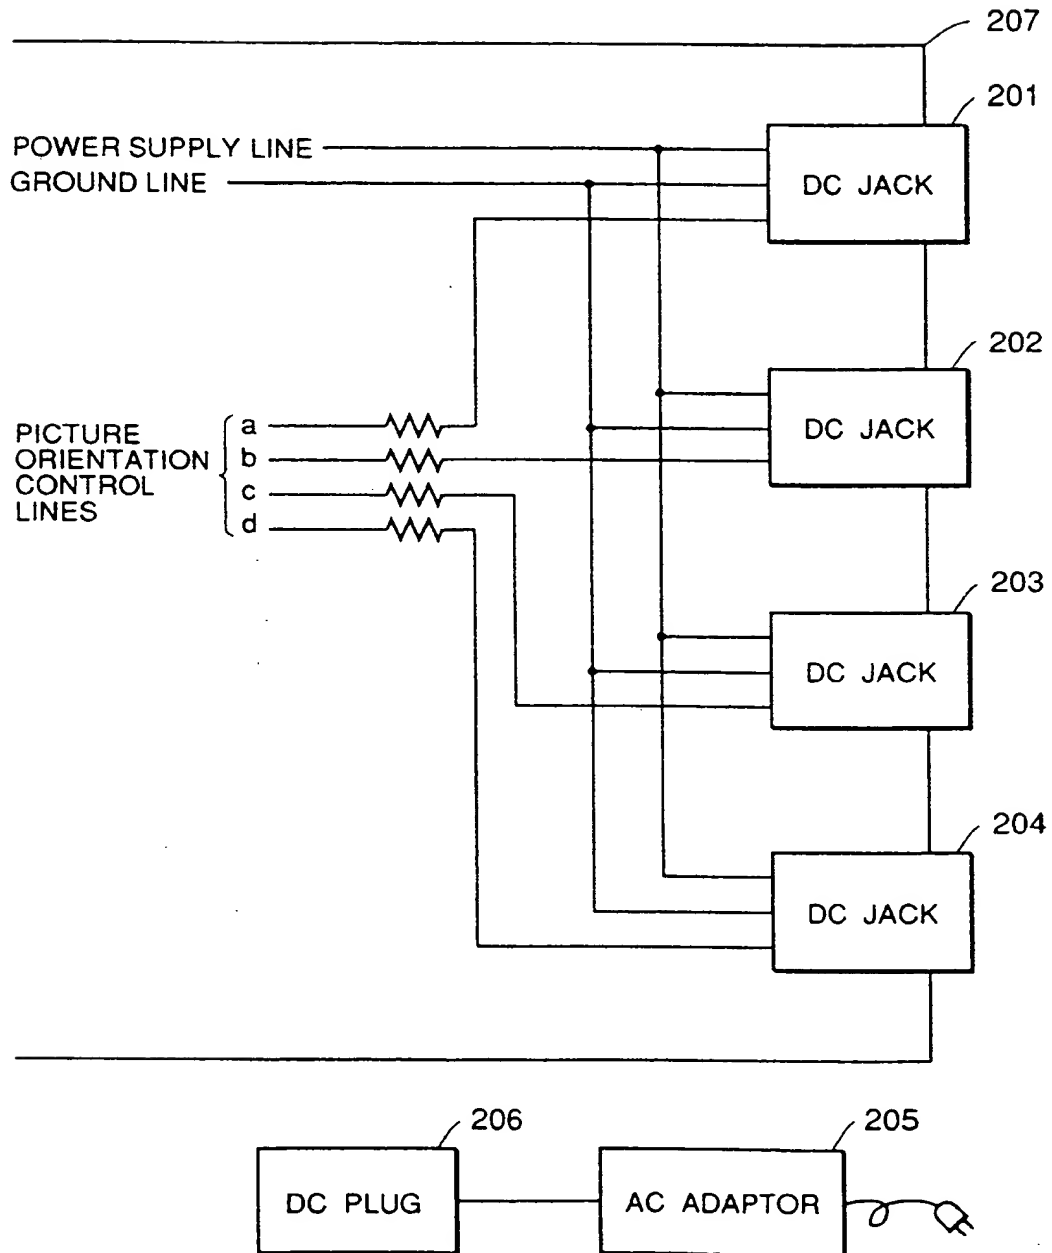 207
201
POWER SUPPLY LINE
GROUND LINE
DC JACK
202
DC JACK
PICTURE
ORIENTATION
CONTROL
LINES
a
b
c
d
203
DC JACK
204
DC JACK
206
205
DC PLUG
AC ADAPTOR